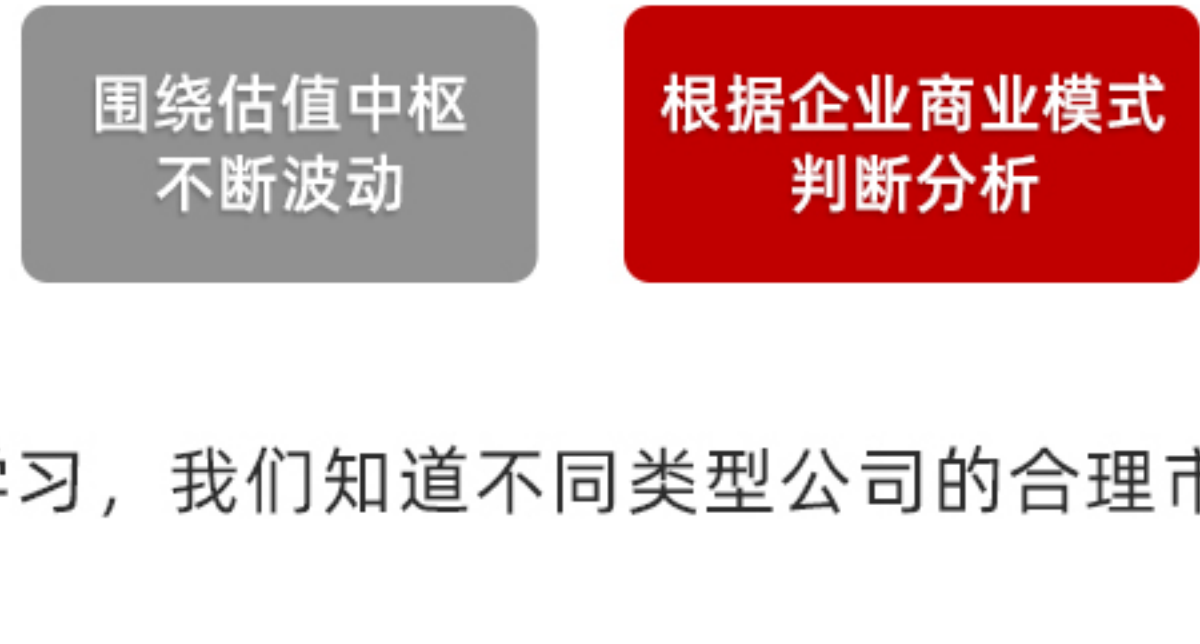 围绕估值中枢
不断波动
根据企业商业模式
判断分析
习，我们知道不同类型公司的合理